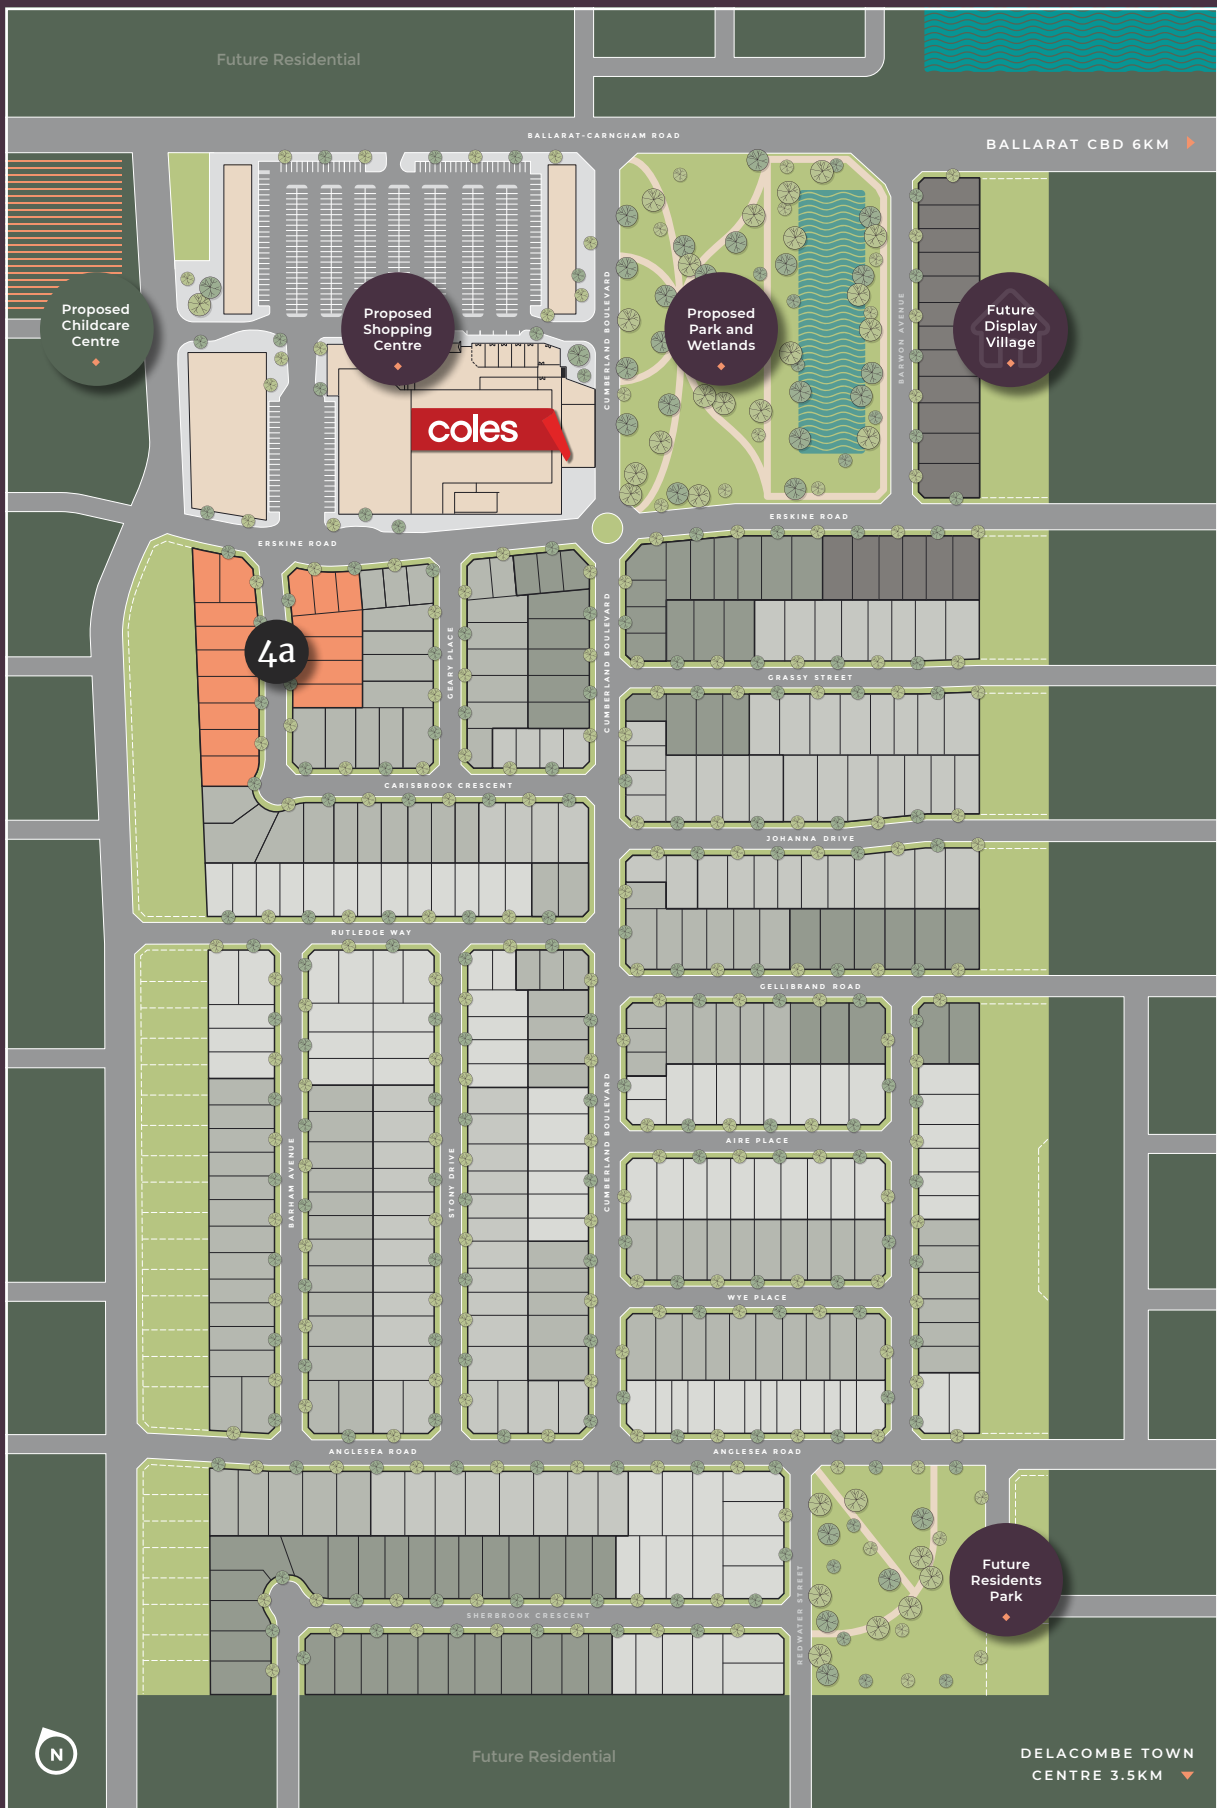 Future Residential
BALLARAT-CARNGHAM ROAD
BALLARAT CBD 6KM
Proposed
Childcare
Centre
Proposed
Shopping
Centre
CUMBERLAND BOULEVARD
Proposed
Park and
Wetlands
BARWON AVENUE
Future
Display
Village
coles
ERSKINE ROAD
ERSKINE ROAD
4a
GEARY PLACE
CUMBERLAND BOULEVARD
GRASSY STREET
CARISBROOK CRESCENT
JOHANNA DRIVE
RUTLEDGE WAY
GELLIBRAND ROAD
BARHAM AVENUE
STONY DRIVE
CUMBERLAND BOULEVARD
AIRE PLACE
WYE PLACE
ANGLESEA ROAD
ANGLESEA ROAD
SHERBROOK CRESCENT
REDWATER STREET
Future
Residents
Park
N
Future Residential
DELACOMBE TOWN
CENTRE 3.5KM